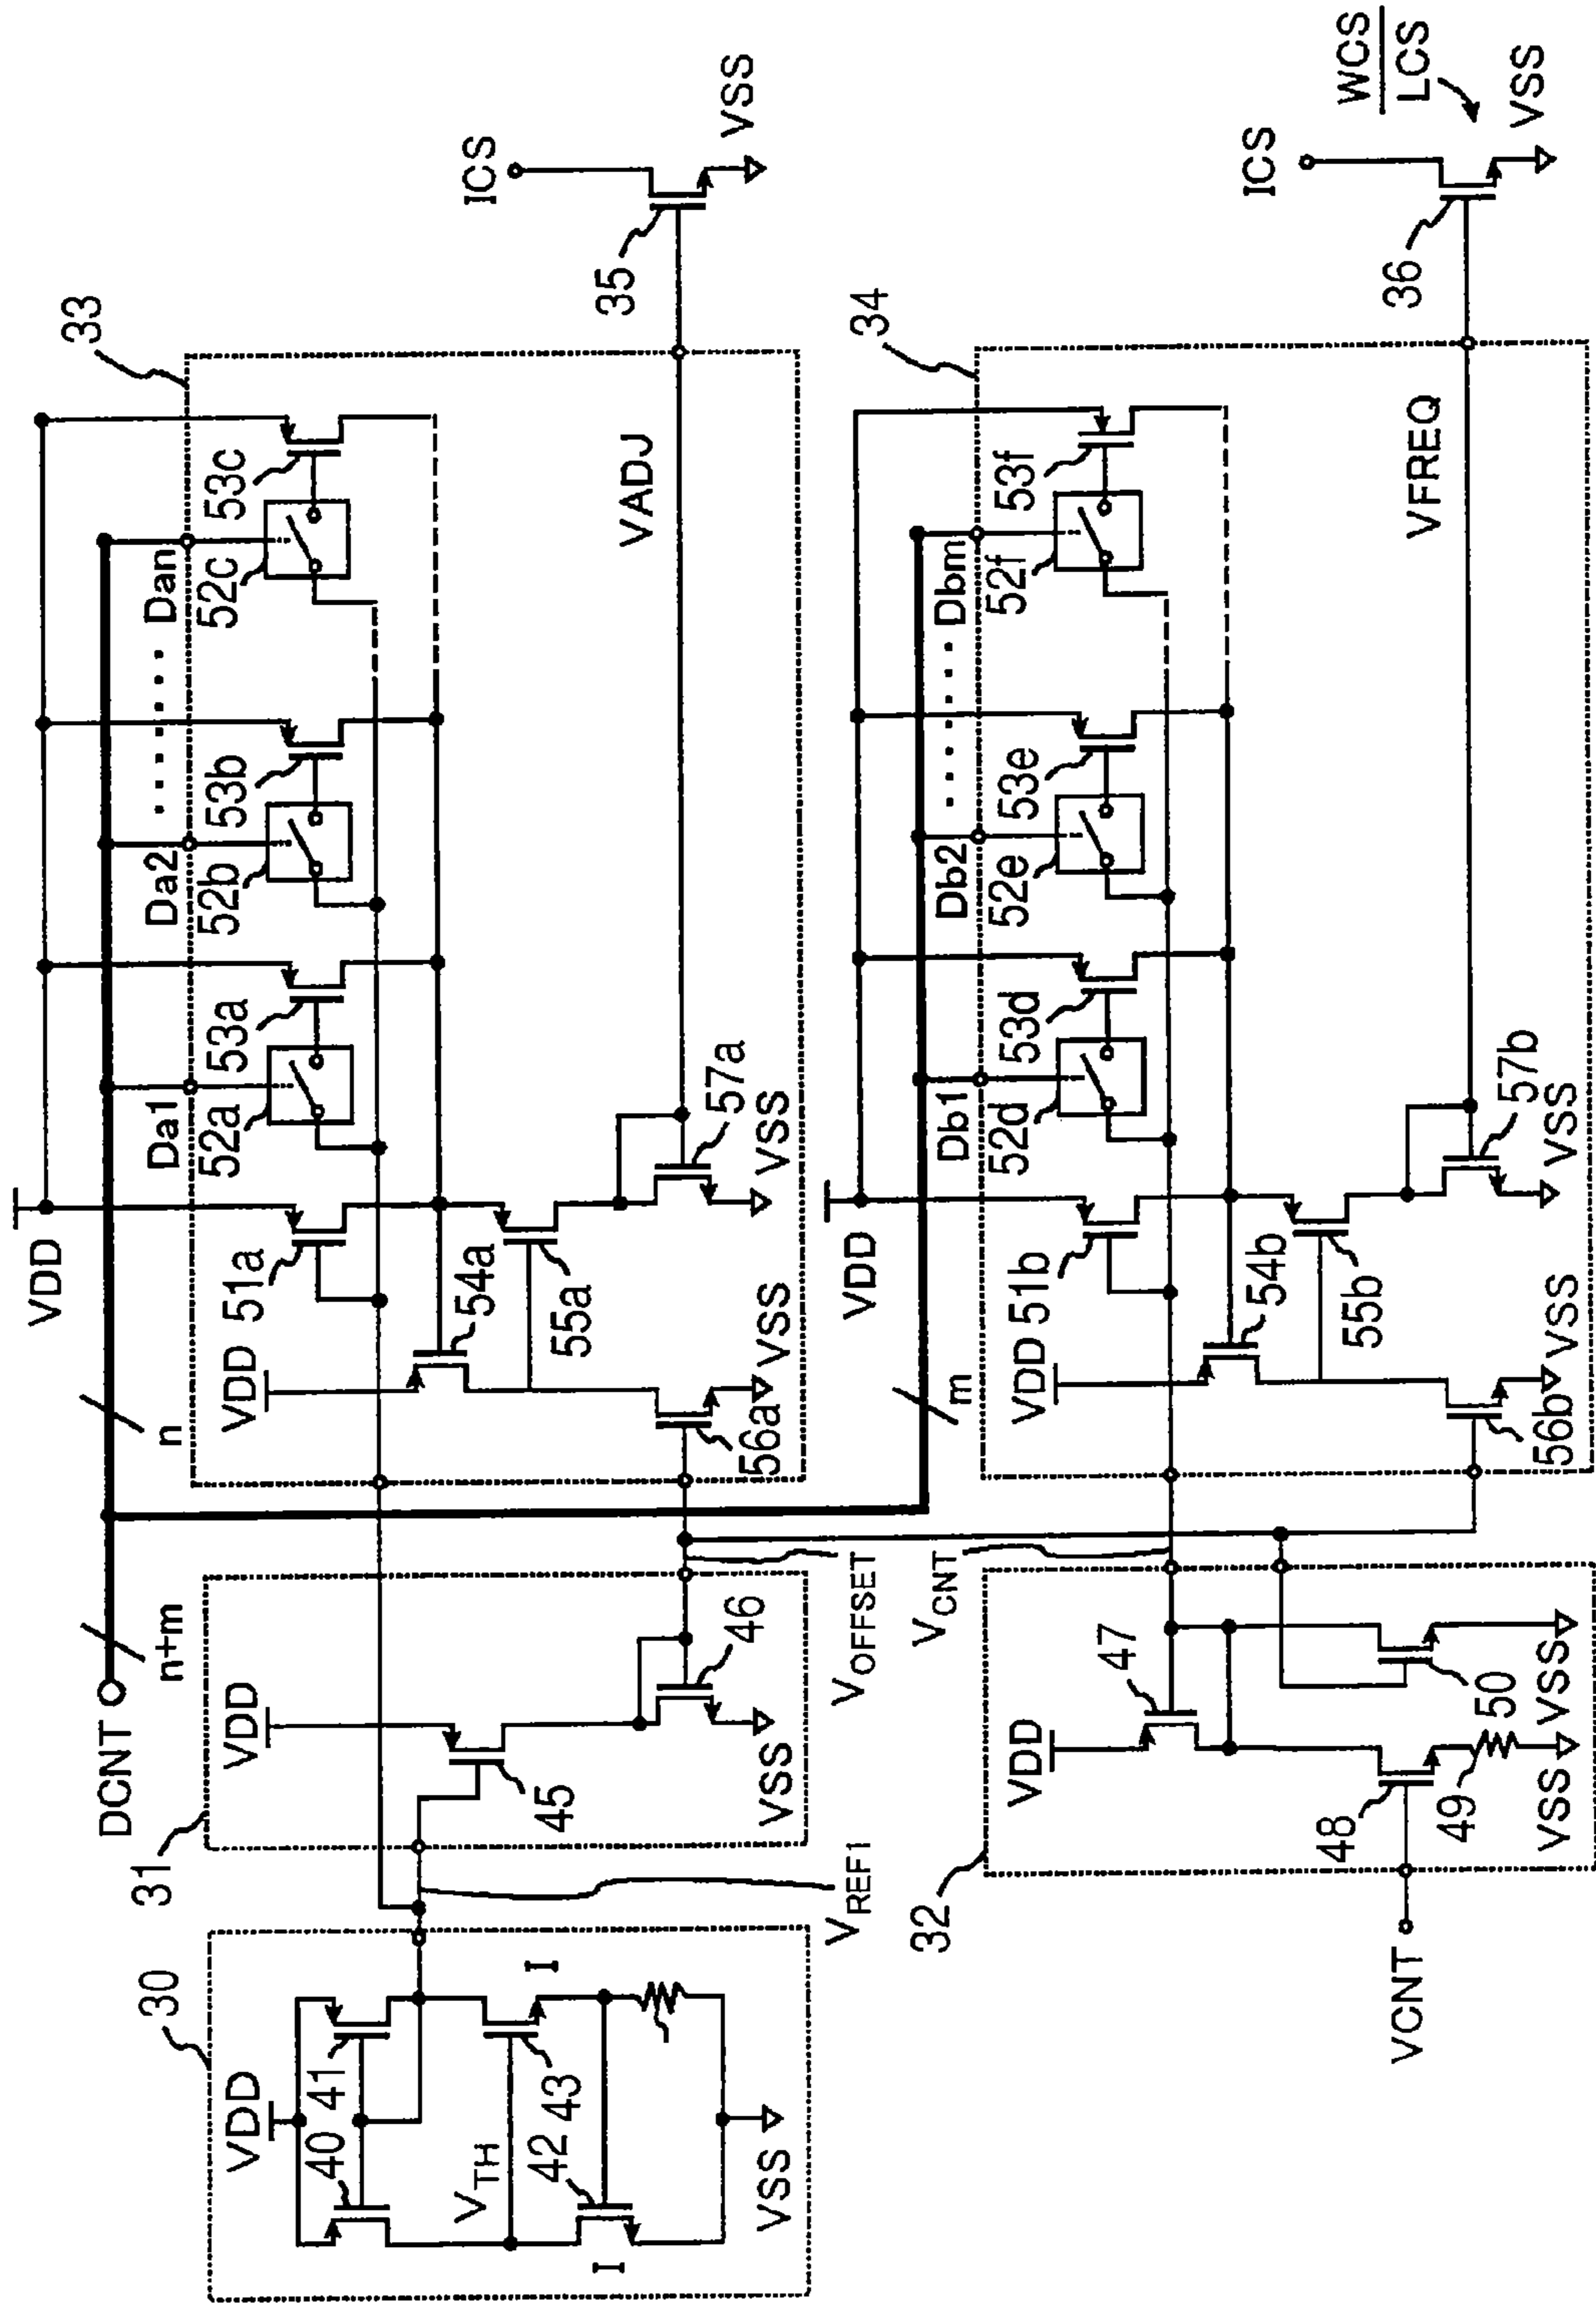 DCNT
n+m
n
m
33
VDD
Da1
Da2
.......
Dan
52a
53a
52b
53b
52c
53c
VDD
51a
54a
55a
56a
VSS
57a
VSS
VADJ
35
ICS
VSS
30
VDD
40
41
VTH
42
43
I
I
VSS
VREF1
31
VDD
45
46
VSS
VOFFSET
VCNT
34
VDD
Db1
Db2
.......
Dbm
52d
53d
52e
53e
52f
53f
VDD
51b
54b
55b
56b
VSS
57b
VSS
VFREQ
36
ICS
WCS
LCS
VSS
32
VDD
47
48
49
50
VSS
VSS
VCNT